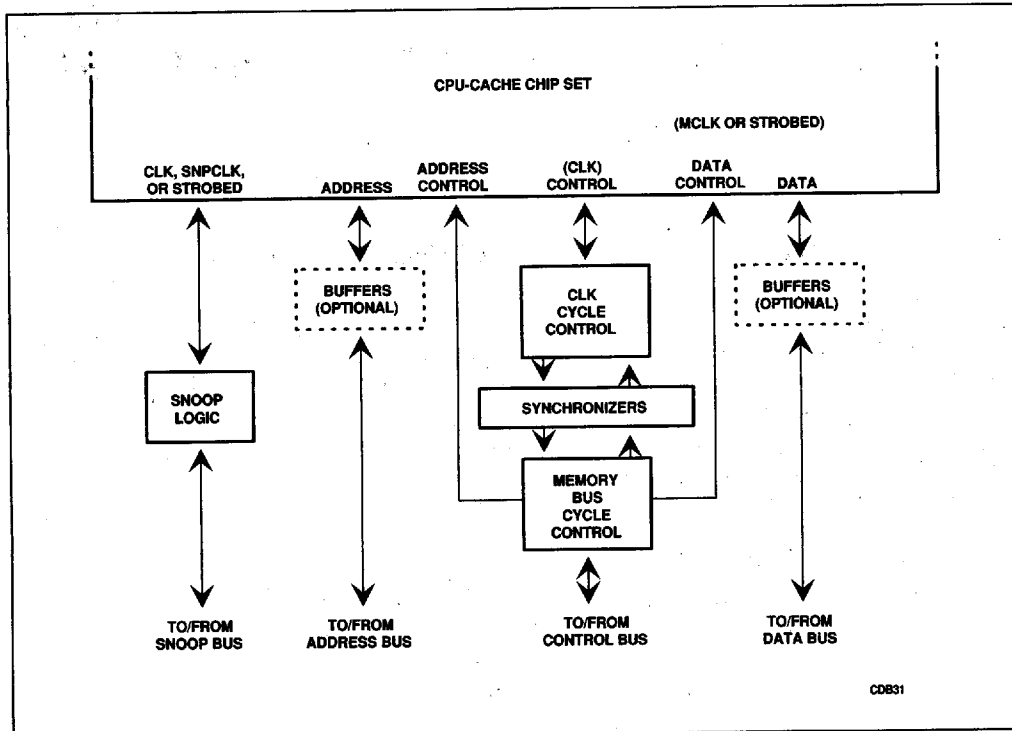 CPU-CACHE CHIP SET
(MCLK OR STROBED)
CLK, SNPCLK,
OR STROBED
ADDRESS
ADDRESS
CONTROL
(CLK)
CONTROL
DATA
CONTROL
DATA
BUFFERS
(OPTIONAL)
CLK
CYCLE
CONTROL
BUFFERS
(OPTIONAL)
SNOOP
LOGIC
SYNCHRONIZERS
MEMORY
BUS
CYCLE
CONTROL
TO/FROM
SNOOP BUS
TO/FROM
ADDRESS BUS
TO/FROM
CONTROL BUS
TO/FROM
DATA BUS
CDB31